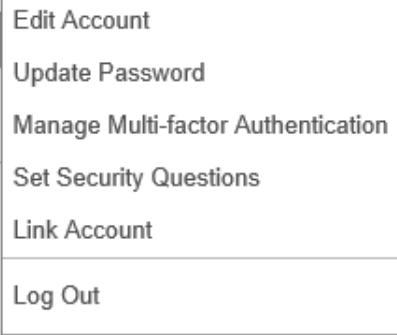 Edit Account
Update Password
Manage Multi-factor Authentication
Set Security Questions
Link Account
Log Out